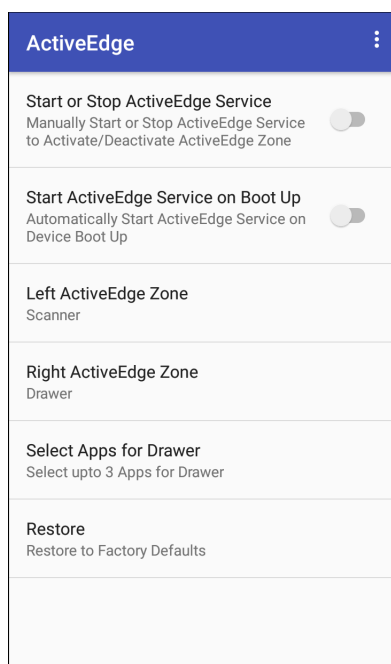 ActiveEdge
Start or Stop ActiveEdge Service
Manually Start or Stop ActiveEdge Service
to Activate/Deactivate ActiveEdge Zone
Start ActiveEdge Service on Boot Up
Automatically Start ActiveEdge Service on
Device Boot Up
Left ActiveEdge Zone
Scanner
Right ActiveEdge Zone
Drawer
Select Apps for Drawer
Select upto 3 Apps for Drawer
Restore
Restore to Factory Defaults